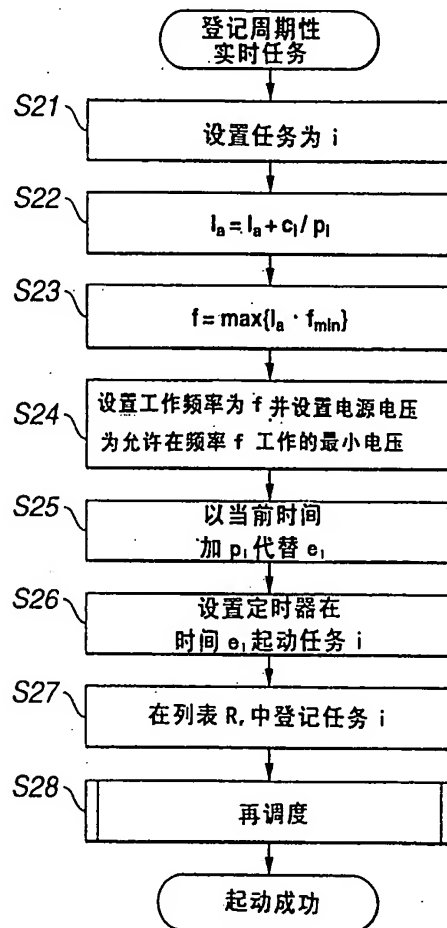 登记周期性
实时任务
S21
设置任务为 i
S22
Ia = Ia + ci / pi
S23
f = max{Ia · fmin}
S24
设置工作频率为 f 并设置电源电压
为允许在频率 f 工作的最小电压
S25
以当前时间
加 pi 代替 ei
S26
设置定时器在
时间 ei 起动任务 i
S27
在列表 Rr 中登记任务 i
S28
再调度
起动成功